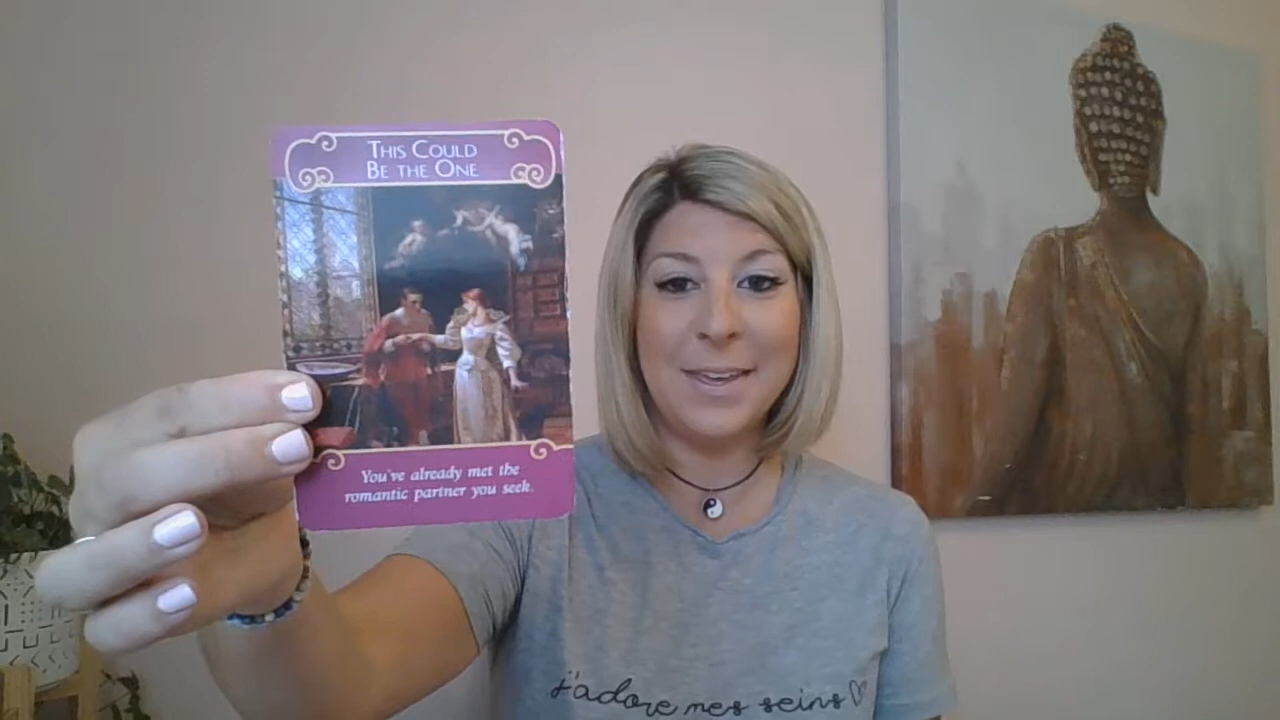 THIS COULD
BE THE ONE
You've already met the
romantic partner you seek.
j'adore mes seins